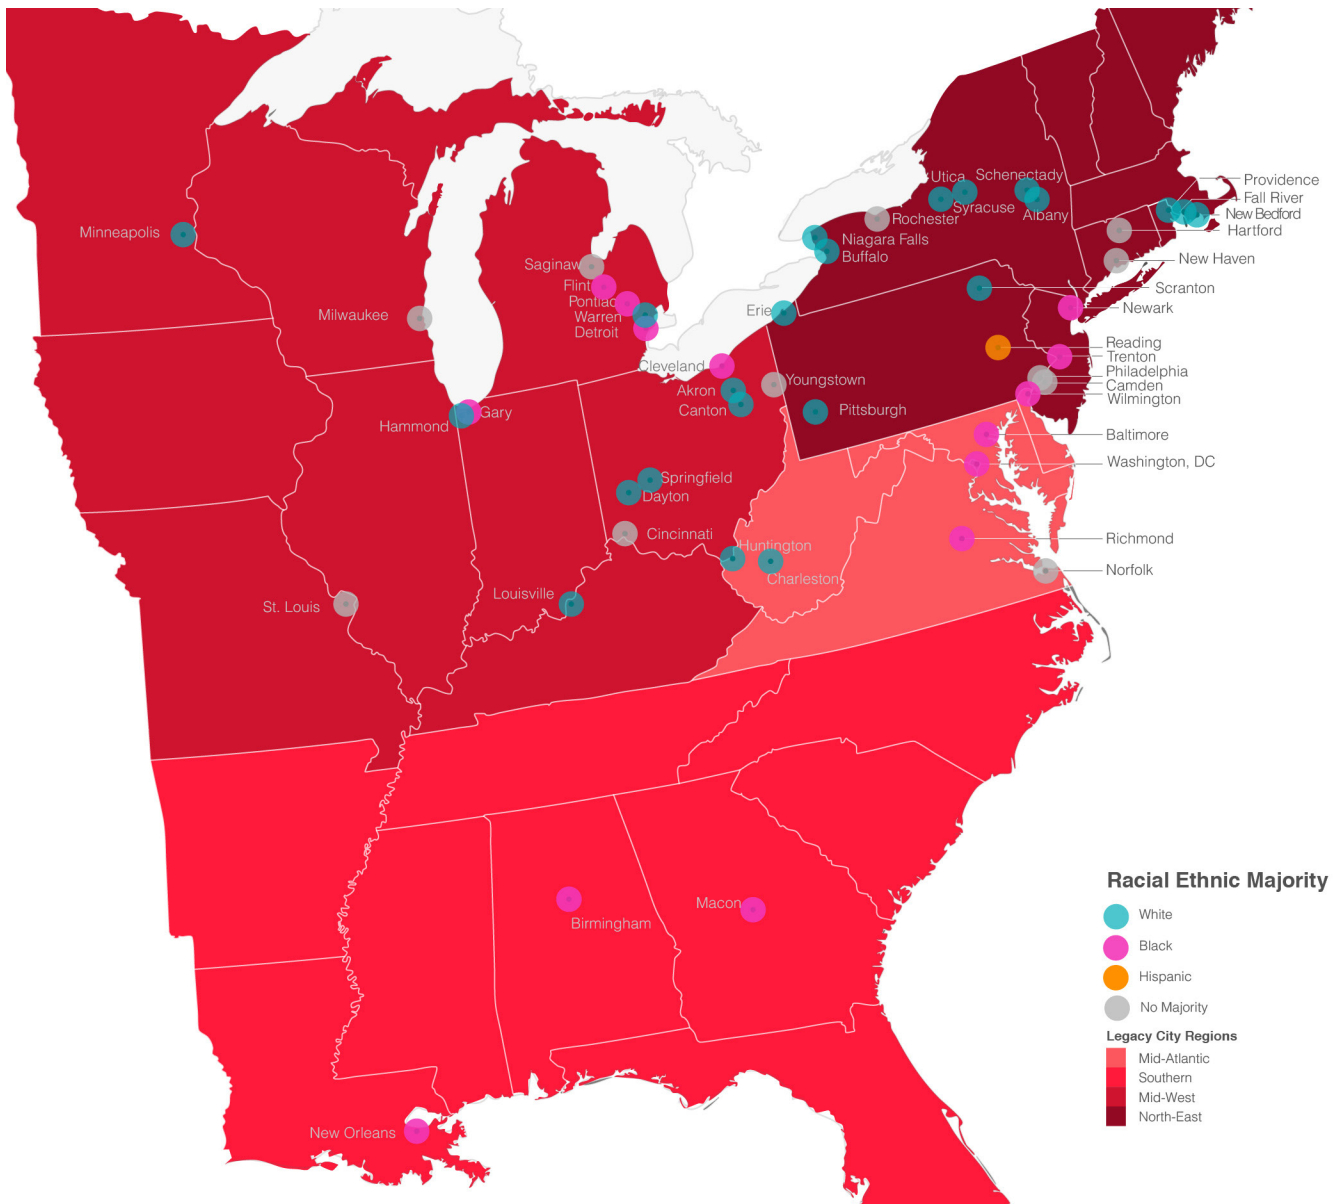 Utica
Schenectady
Providence
Fall River
New Bedford
Hartford
Syracuse
Albany
Rochester
Minneapolis
Niagara Falls
Buffalo
New Haven
Saginaw
Flint
Scranton
Pontiac
Newark
Milwaukee
Warren
Erie
Detroit
Reading
Trenton
Cleveland
Philadelphia
Youngstown
Camden
Akron
Wilmington
Canton
Pittsburgh
Gary
Hammond
Baltimore
Washington, DC
Springfield
Dayton
Cincinnati
Richmond
Huntington
Norfolk
Charleston
Louisville
St. Louis
Macon
Birmingham
New Orleans
Racial Ethnic Majority
White
Black
Hispanic
No Majority
Legacy City Regions
Mid-Atlantic
Southern
Mid-West
North-East